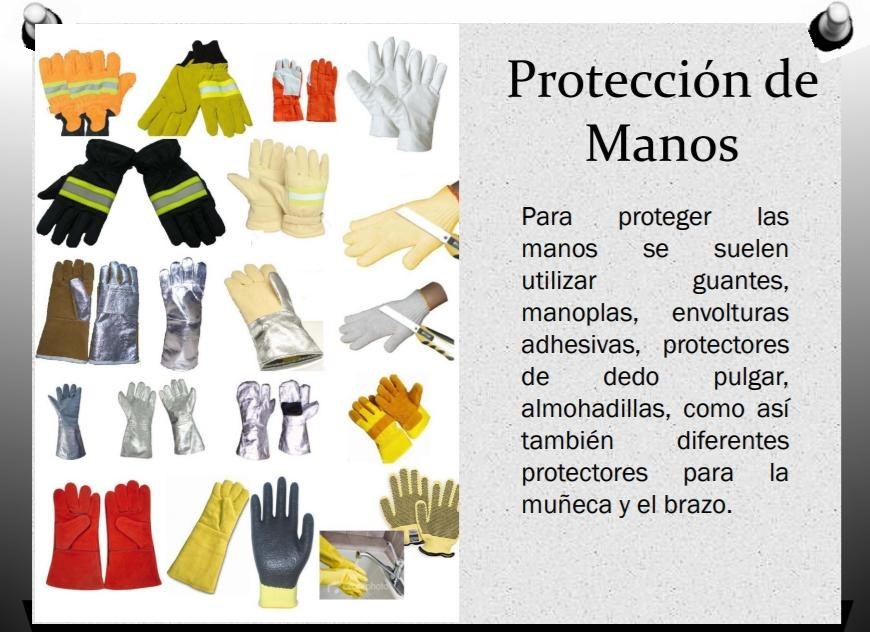 Protección de
Manos
Para proteger las
manos se suelen
utilizar guantes,
manoplas, envolturas
adhesivas, protectores
de dedo pulgar,
almohadillas, como así
también diferentes
protectores para la
muñeca y el brazo.